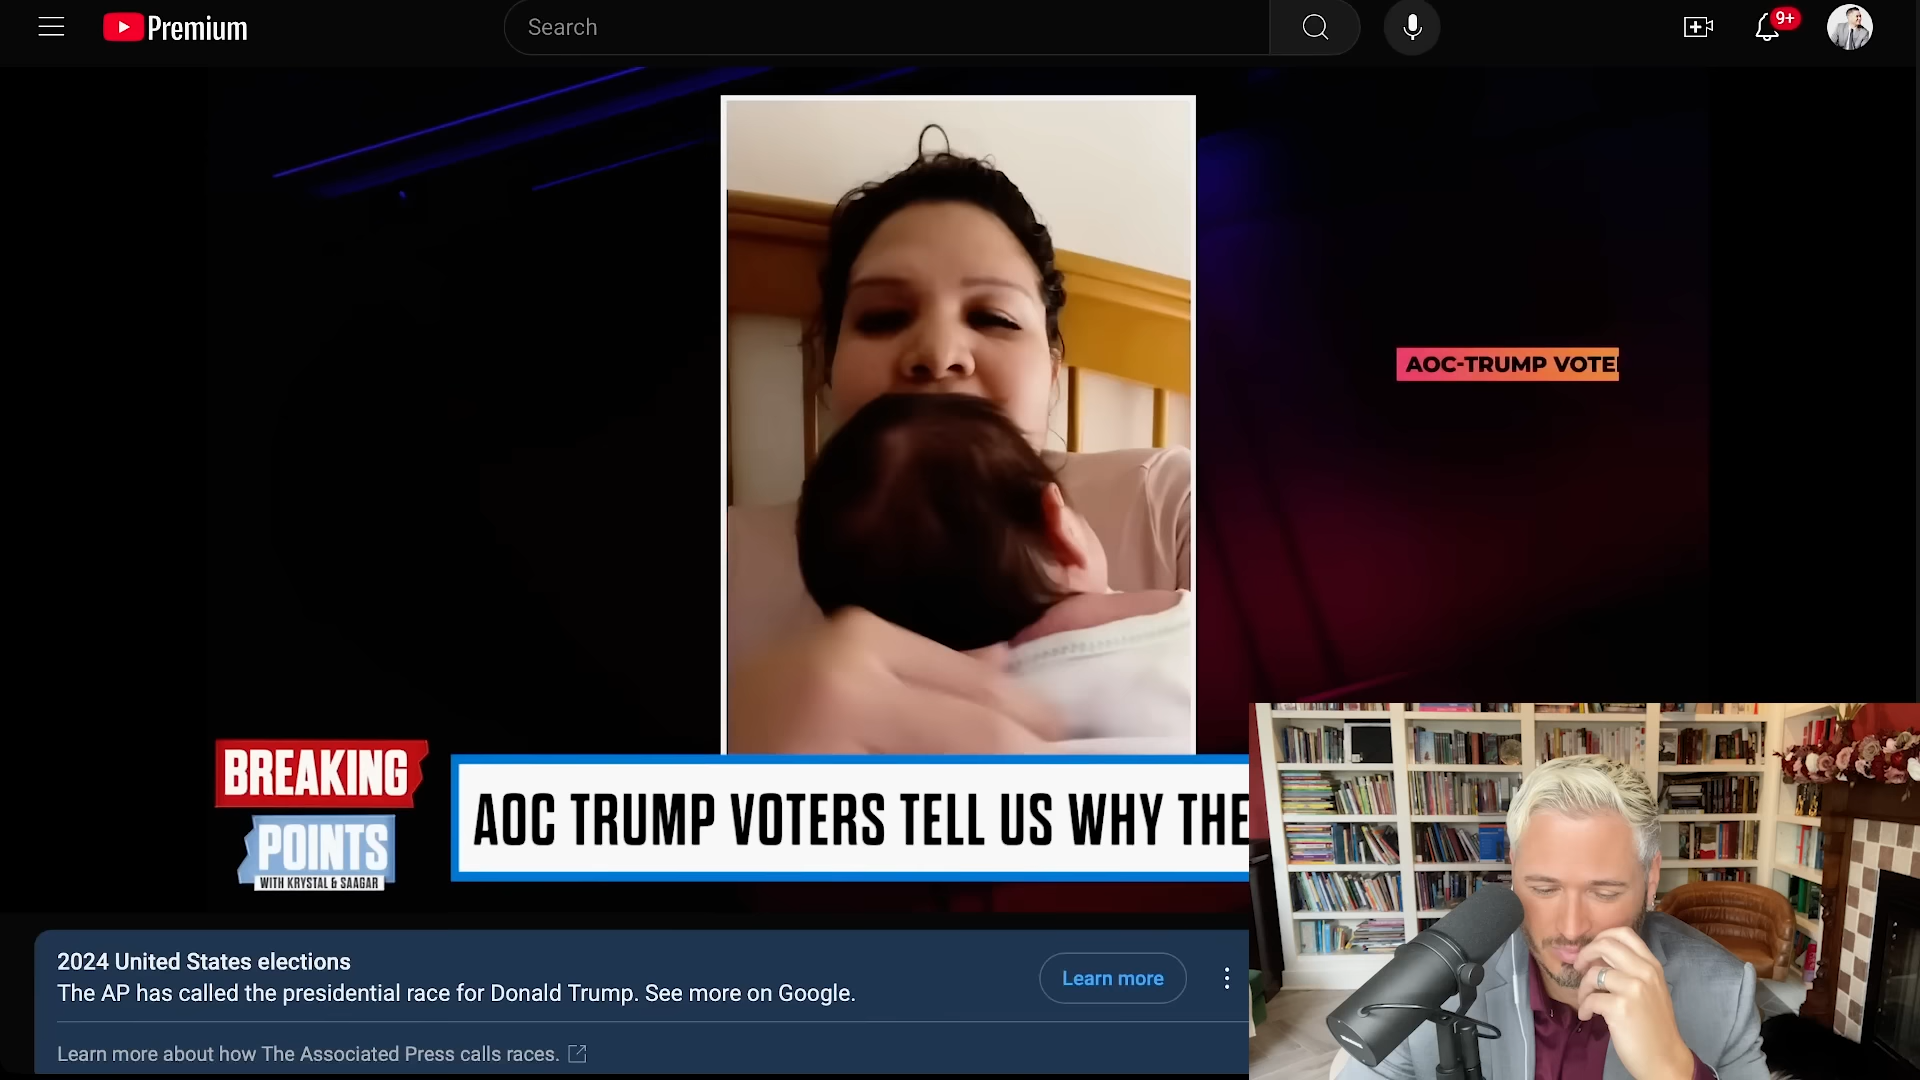 Premium
Search
9+
AOC-TRUMP VOTE
BREAKING
POINTS
WITH KRYSTAL & SAAGAR
AOC TRUMP VOTERS TELL US WHY THE
2024 United States elections
The AP has called the presidential race for Donald Trump. See more on Google.
Learn more
Learn more about how The Associated Press calls races.